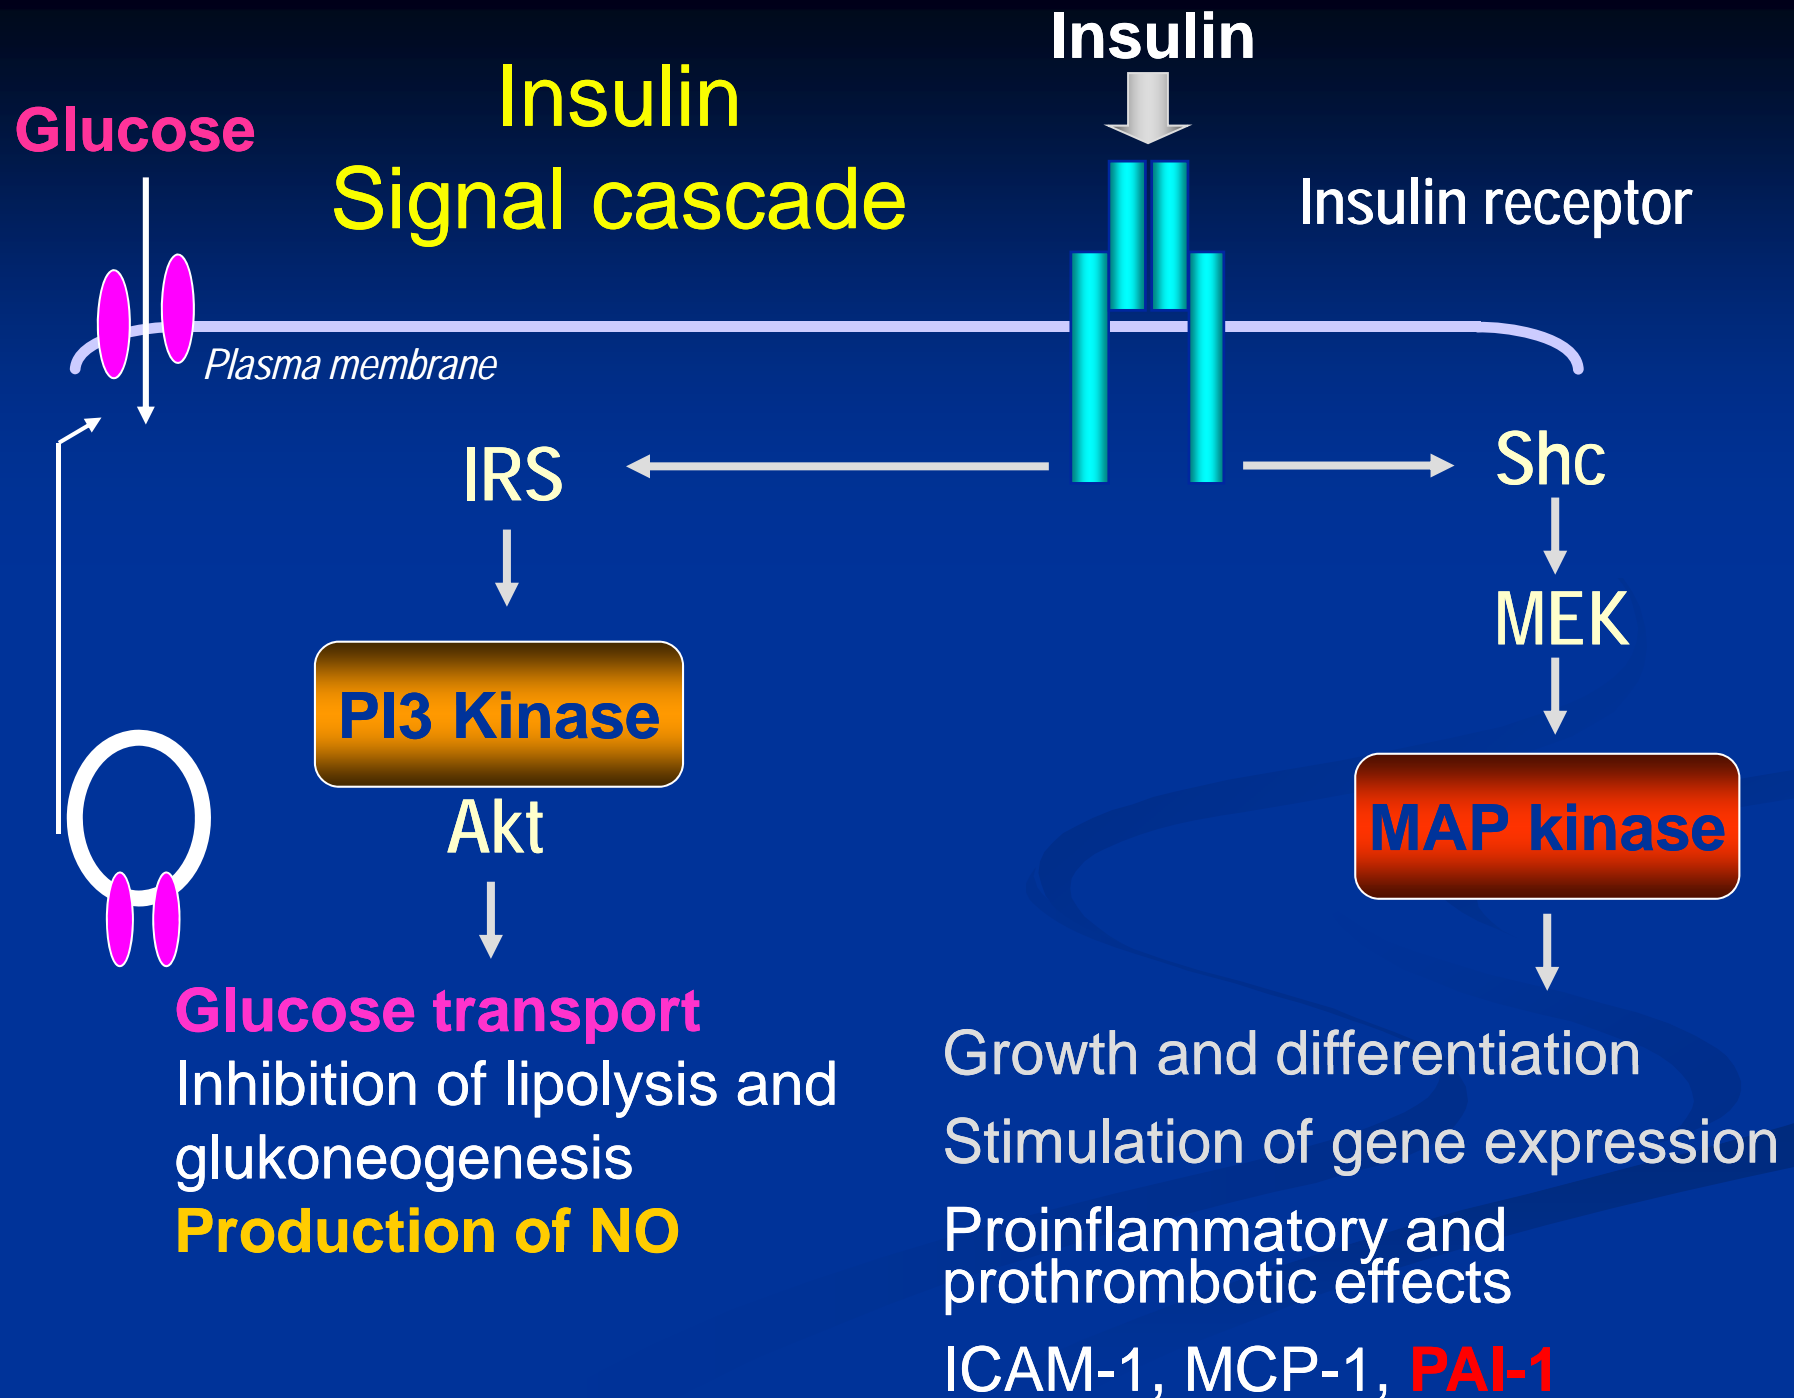 Insulin
Insulin
Signal cascade
Glucose
Insulin receptor
Plasma membrane
IRS
Shc
MEK
PI3 Kinase
Akt
MAP kinase
Glucose transport
Inhibition of lipolysis and
glukoneogenesis
Production of NO
Growth and differentiation
Stimulation of gene expression
Proinflammatory and
prothrombotic effects
ICAM-1, MCP-1, PAI-1